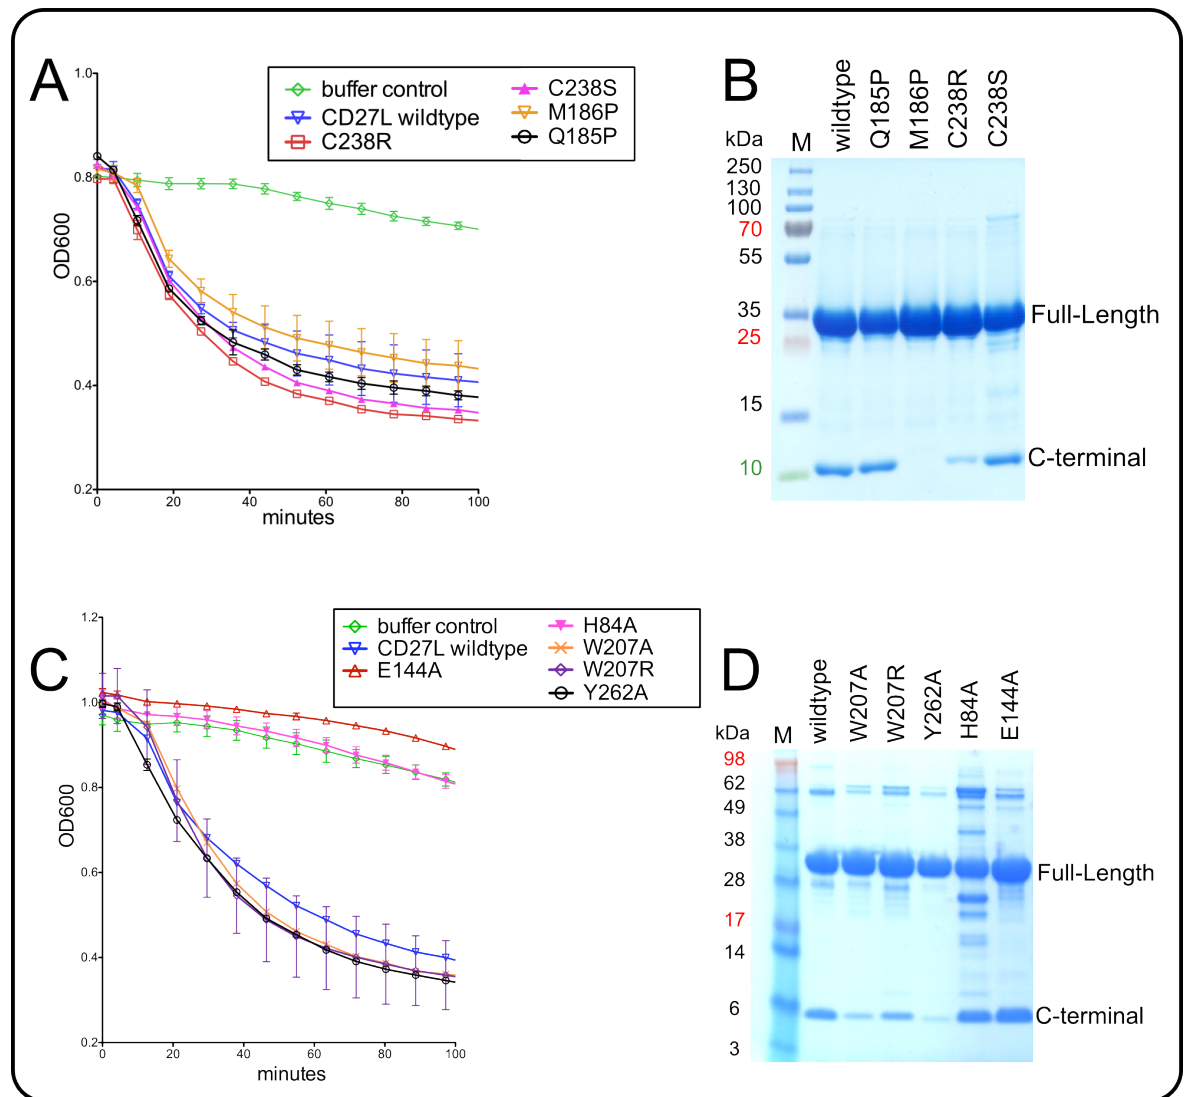 A
1.0
0.8
0.6
0.4
0.2
OD600
0
20
40
60
80
100
minutes
buffer control
CD27L wildtype
C238R
C238S
M186P
Q185P
B
kDa
M
wildtype
Q185P
M186P
C238R
C238S
250
130
100
70
55
35
25
15
10
Full-Length
C-terminal
C
1.2
1.0
0.8
0.6
0.4
0.2
OD600
0
20
40
60
80
100
minutes
buffer control
CD27L wildtype
E144A
H84A
W207A
W207R
Y262A
D
kDa
M
wildtype
W207A
W207R
Y262A
H84A
E144A
98
62
49
38
28
17
14
6
3
Full-Length
C-terminal